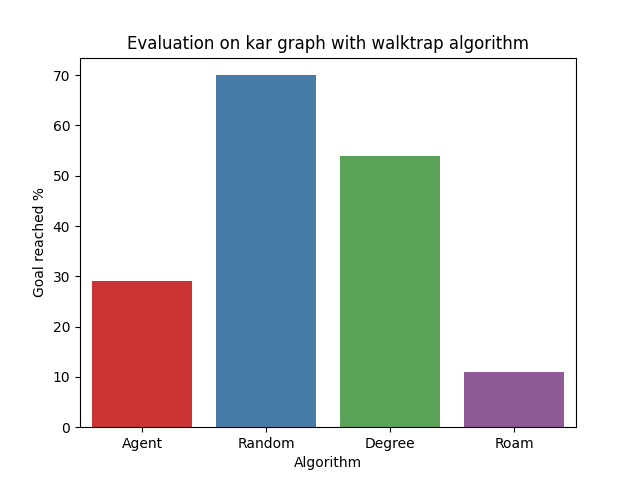 Evaluation on kar graph with walktrap algorithm
Goal reached %
70
60
50
40
30
20
10
0
Agent Random Degree Roam
Algorithm